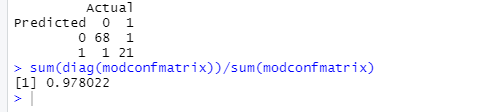 Actual
Predicted 0 1
0 68 1
1 1 21
> sum(diag(modconfmatrix))/sum(modconfmatrix)
[1] 0.978022
>